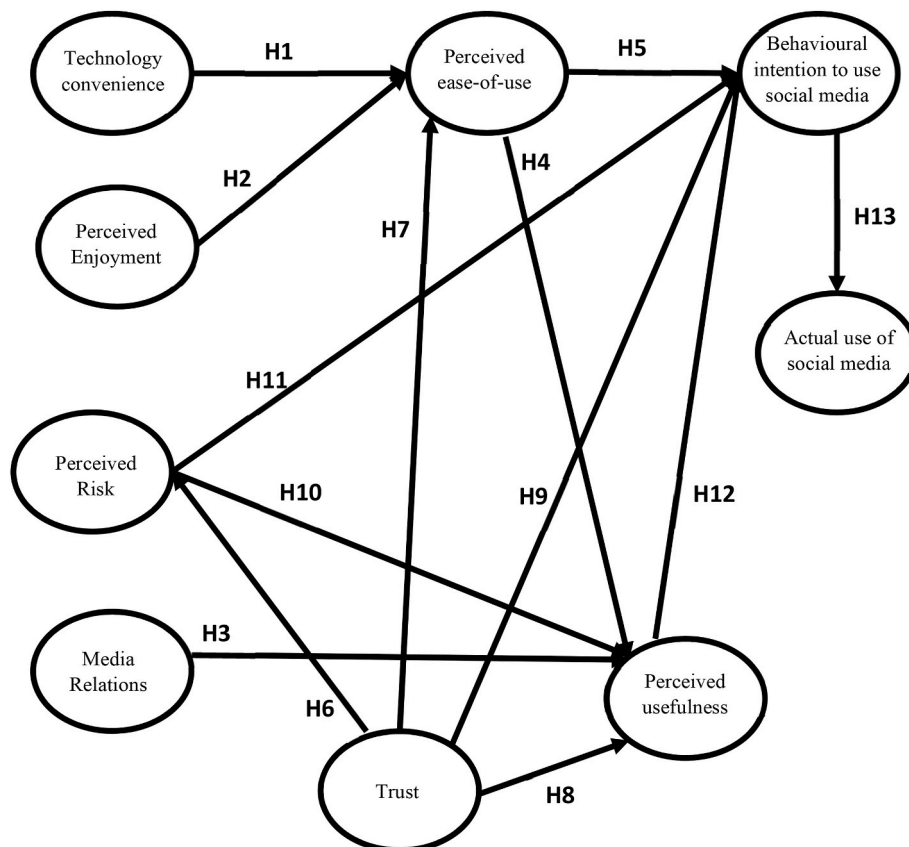 Technology
convenience
H1
Perceived
ease-of-use
H5
Behavioural
intention to use
social media
H2
H4
Perceived
Enjoyment
H7
H13
Actual use of
social media
H11
Perceived
Risk
H10
H9
H12
Media
Relations
H3
Perceived
usefulness
H6
Trust
H8